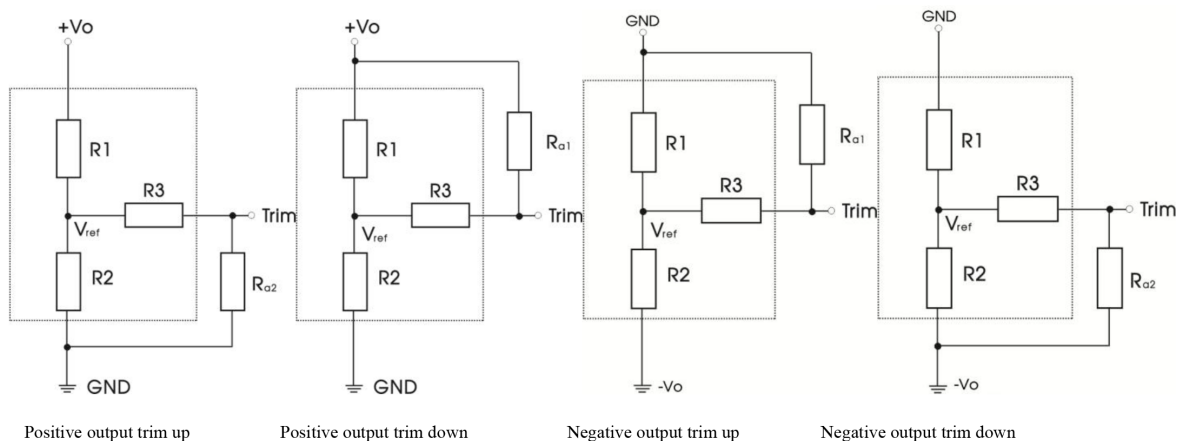 +Vo
R1
R3
Trim
Vref
R2
Ra2
GND
Positive output trim up
+Vo
R1
Ra1
R3
Trim
Vref
R2
GND
Positive output trim down
GND
R1
Ra1
R3
Trim
Vref
R2
-Vo
Negative output trim up
GND
R1
R3
Trim
Vref
R2
Ra2
-Vo
Negative output trim down